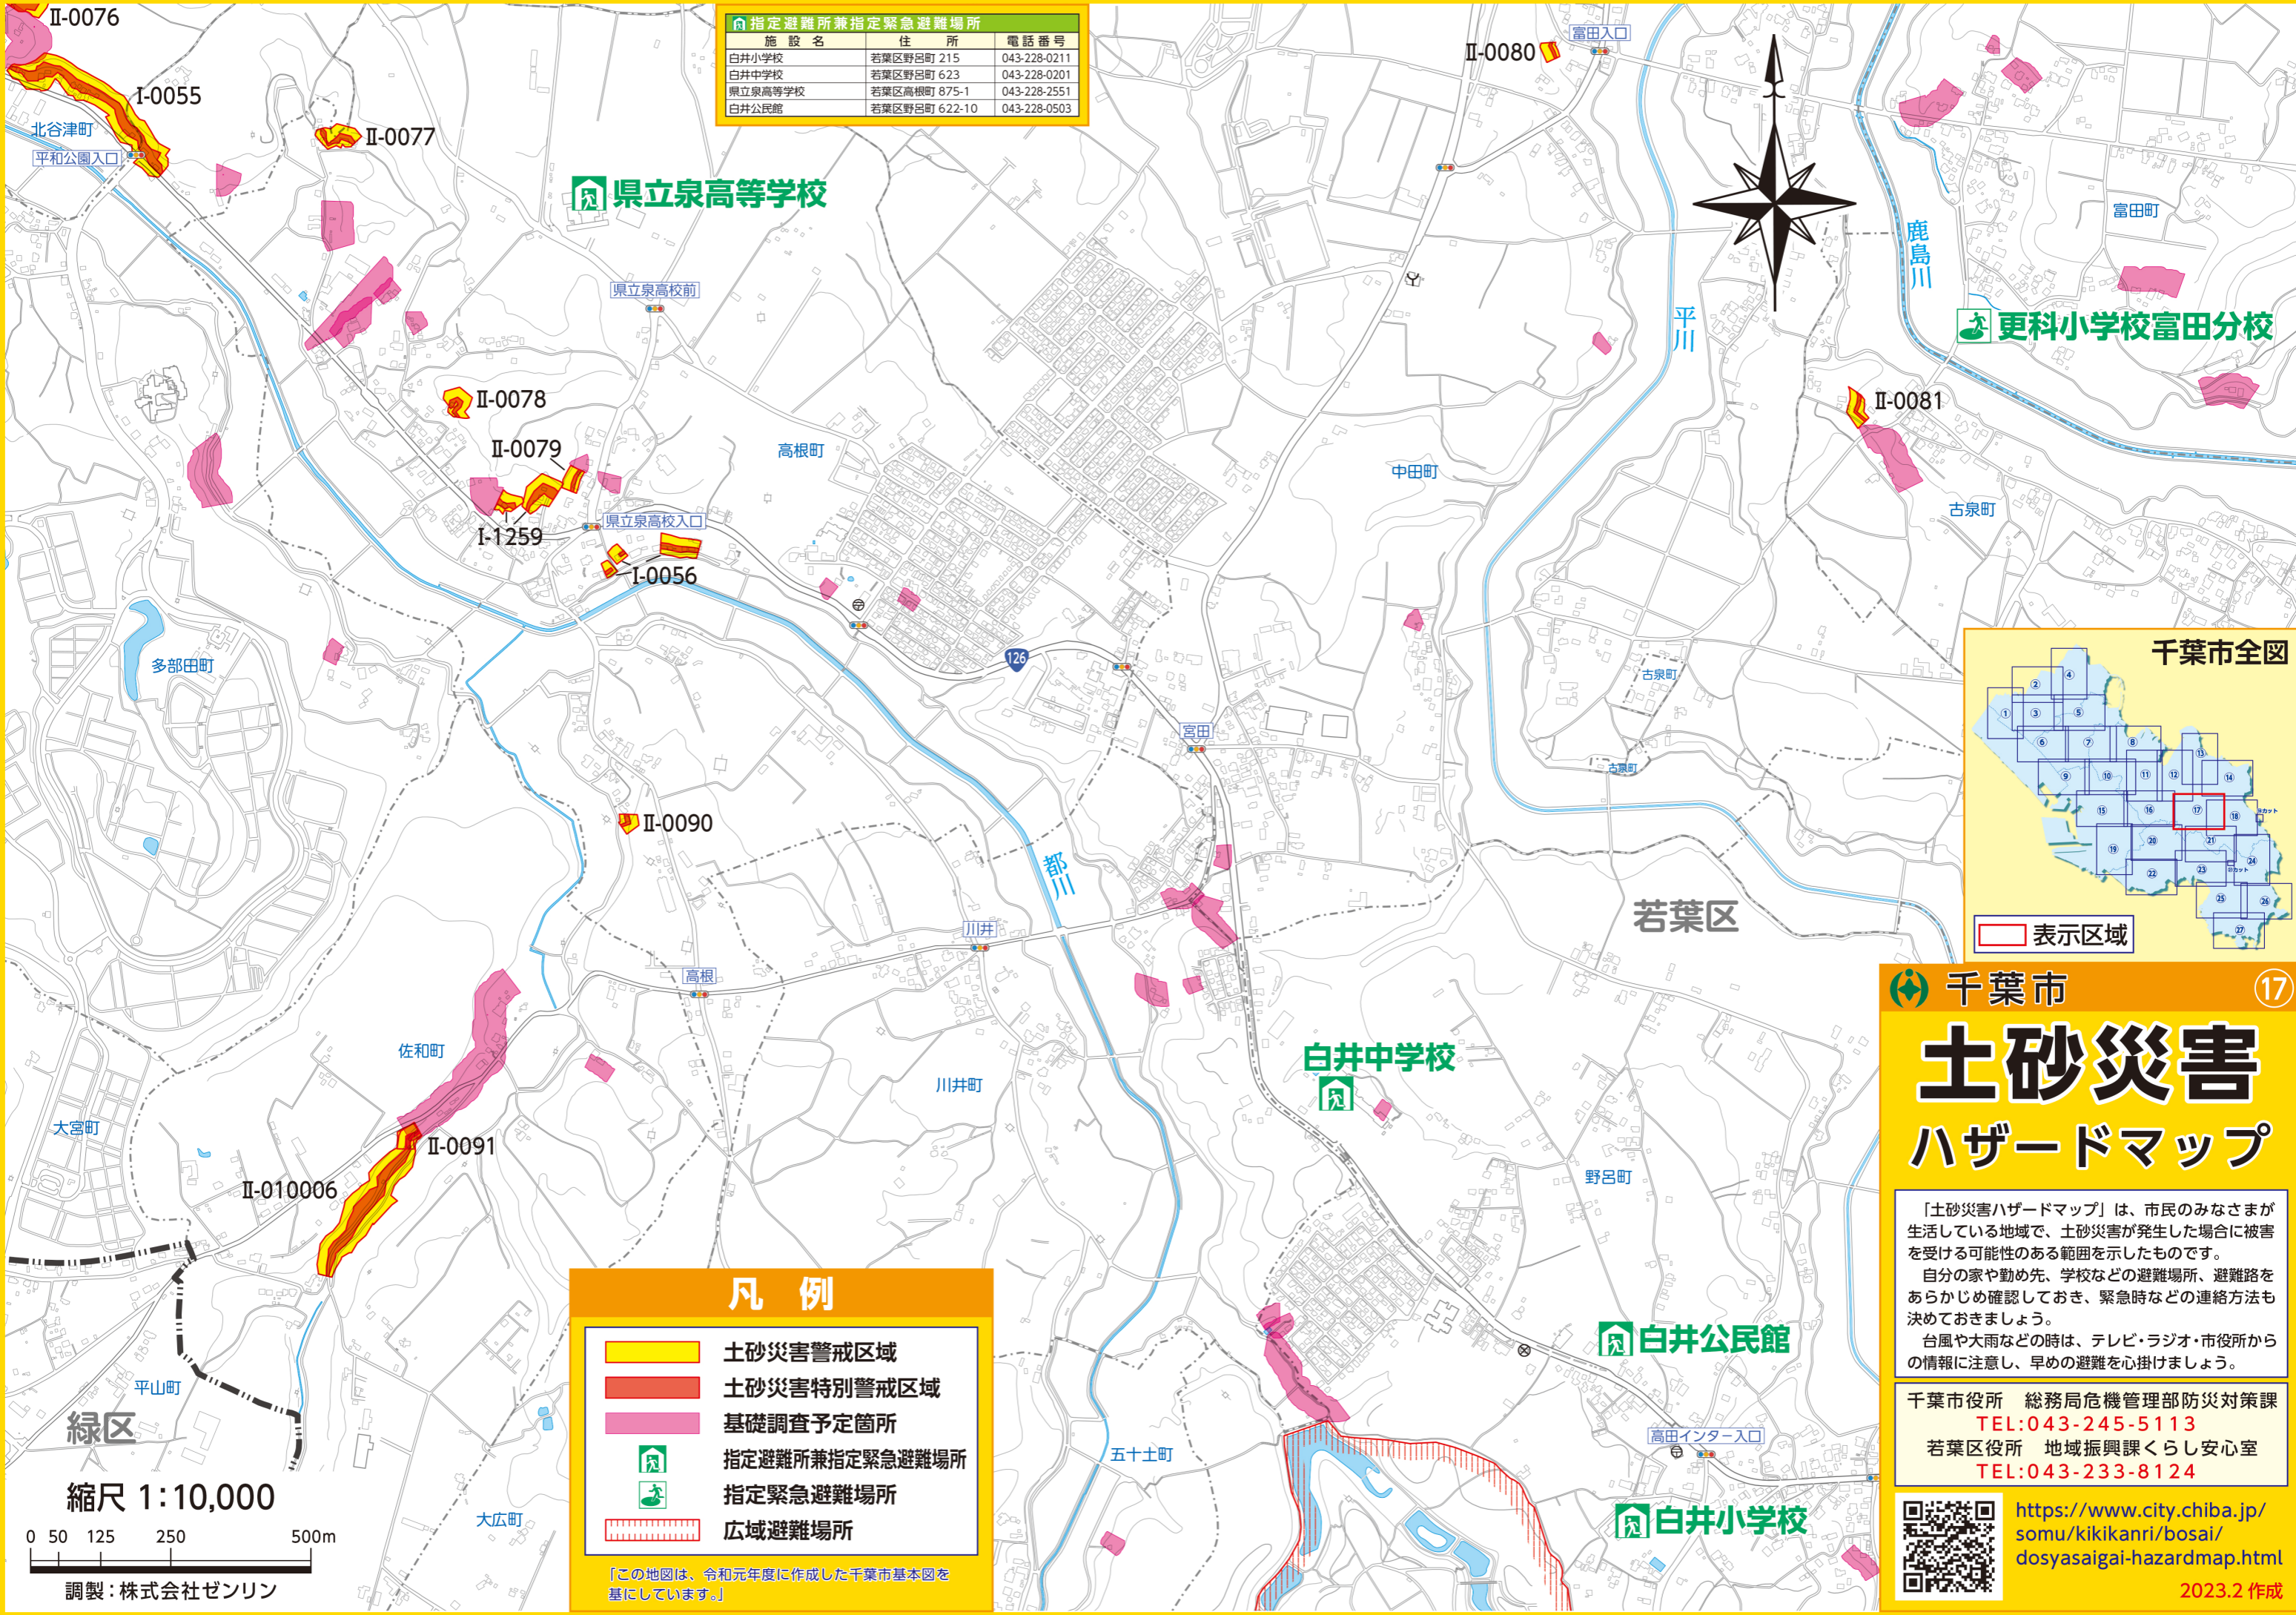 Ⅱ-0076
Ⅰ-0055
北谷津町
平和公園入口
Ⅱ-0077
指定避難所兼指定緊急避難場所
施設名 住所 電話番号
白井小学校 若葉区野呂町 215 043-228-0211
白井中学校 若葉区野呂町 623 043-228-0201
県立泉高等学校 若葉区高根町 875-1 043-228-2551
白井公民館 若葉区野呂町 622-10 043-228-0503
県立泉高等学校
県立泉高校前
Ⅱ-0080
富田入口
富田町
鹿島川
平川
更科小学校富田分校
Ⅱ-0078
Ⅱ-0079
高根町
中田町
Ⅱ-0081
古泉町
Ⅰ-1259
県立泉高校入口
Ⅰ-0056
多部田町
126
宮田
古泉町
古泉町
Ⅱ-0090
都川
若葉区
川井
高根
佐和町
川井町
白井中学校
大宮町
Ⅱ-0091
Ⅱ-010006
野呂町
白井公民館
平山町
緑区
五十土町
高田インター入口
白井小学校
大広町
縮尺 1:10,000
0 50 125 250 500m
調製：株式会社ゼンリン
凡例
土砂災害警戒区域
土砂災害特別警戒区域
基礎調査予定箇所
指定避難所兼指定緊急避難場所
指定緊急避難場所
広域避難場所
「この地図は、令和元年度に作成した千葉市基本図を
基にしています。」
千葉市全図
④
②
① ③ ⑤
⑥ ⑦ ⑧
⑬
⑨ ⑩ ⑪ ⑫ ⑭
⑮ ⑯ ⑰ ⑱
⑲ ⑳ ㉑
㉒ ㉓ ㉔
㉕ ㉖
㉗
表示区域
千葉市 ⑰
土砂災害
ハザードマップ
「土砂災害ハザードマップ」は、市民のみなさまが
生活している地域で、土砂災害が発生した場合に被害
を受ける可能性のある範囲を示したものです。
自分の家や勤め先、学校などの避難場所、避難路を
あらかじめ確認しておき、緊急時などの連絡方法も
決めておきましょう。
台風や大雨などの時は、テレビ・ラジオ・市役所から
の情報に注意し、早めの避難を心掛けましょう。
千葉市役所 総務局危機管理部防災対策課
TEL:043-245-5113
若葉区役所 地域振興課くらし安心室
TEL:043-233-8124
https://www.city.chiba.jp/
somu/kikikanri/bosai/
dosyasaigai-hazardmap.html
2023.2 作成